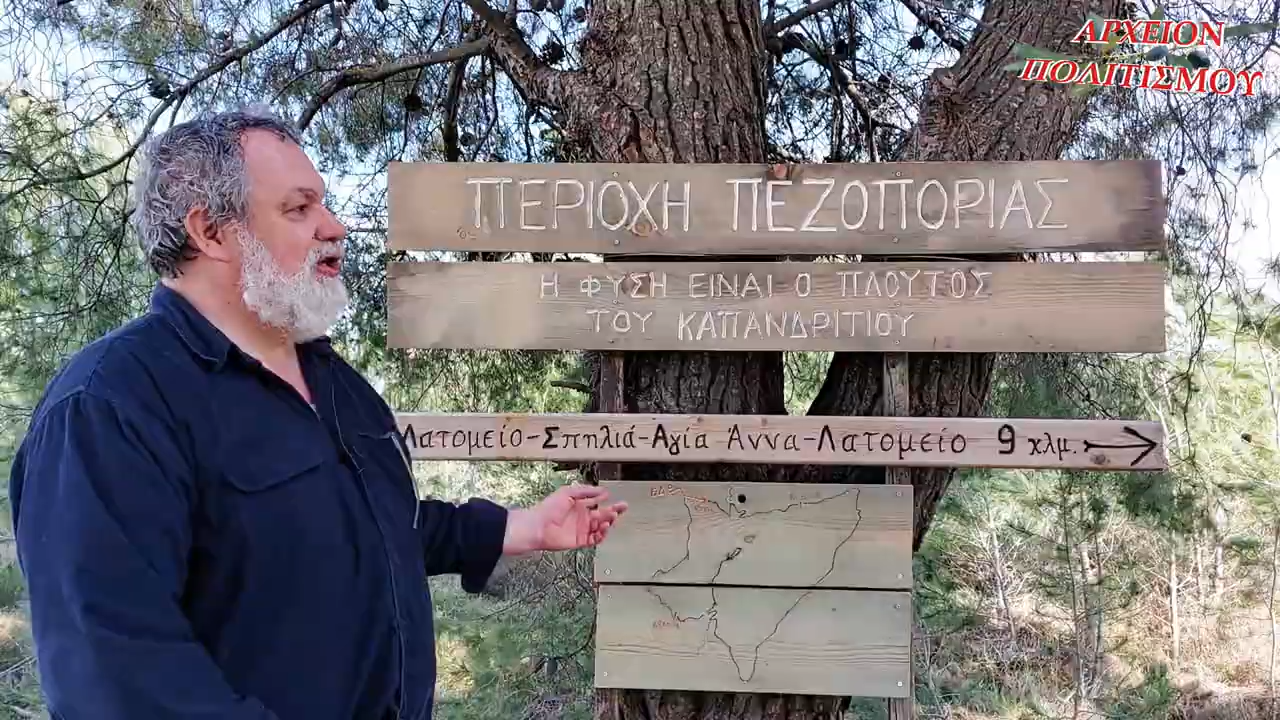 ΑΡΧΕΙΟΝ
ΠΟΛΙΤΙΣΜΟΥ
ΠΕΡΙΟΧΗ ΠΕΖΟΠΟΡΙΑΣ
Η ΦΥΣΗ ΕΙΝΑΙ Ο ΠΛΟΥΤΟΣ
ΤΟΥ ΚΑΠΑΝΔΡΙΤΙΟΥ
Λατομείο-Σπηλιά-Αγία Άννα-Λατομείο 9 χλμ.